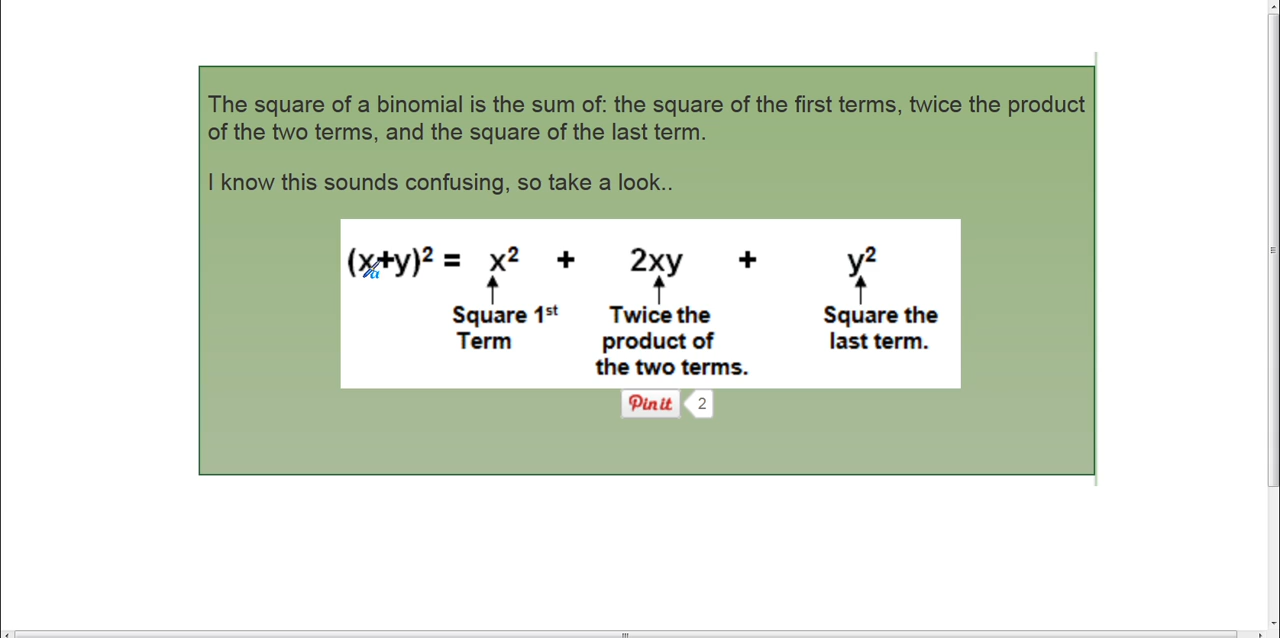 The square of a binomial is the sum of: the square of the first terms, twice the product
of the two terms, and the square of the last term.
I know this sounds confusing, so take a look..
(x+y)² = x² + 2xy + y²
Square 1st Twice the Square the
Term product of last term.
the two terms.
Pin it 2